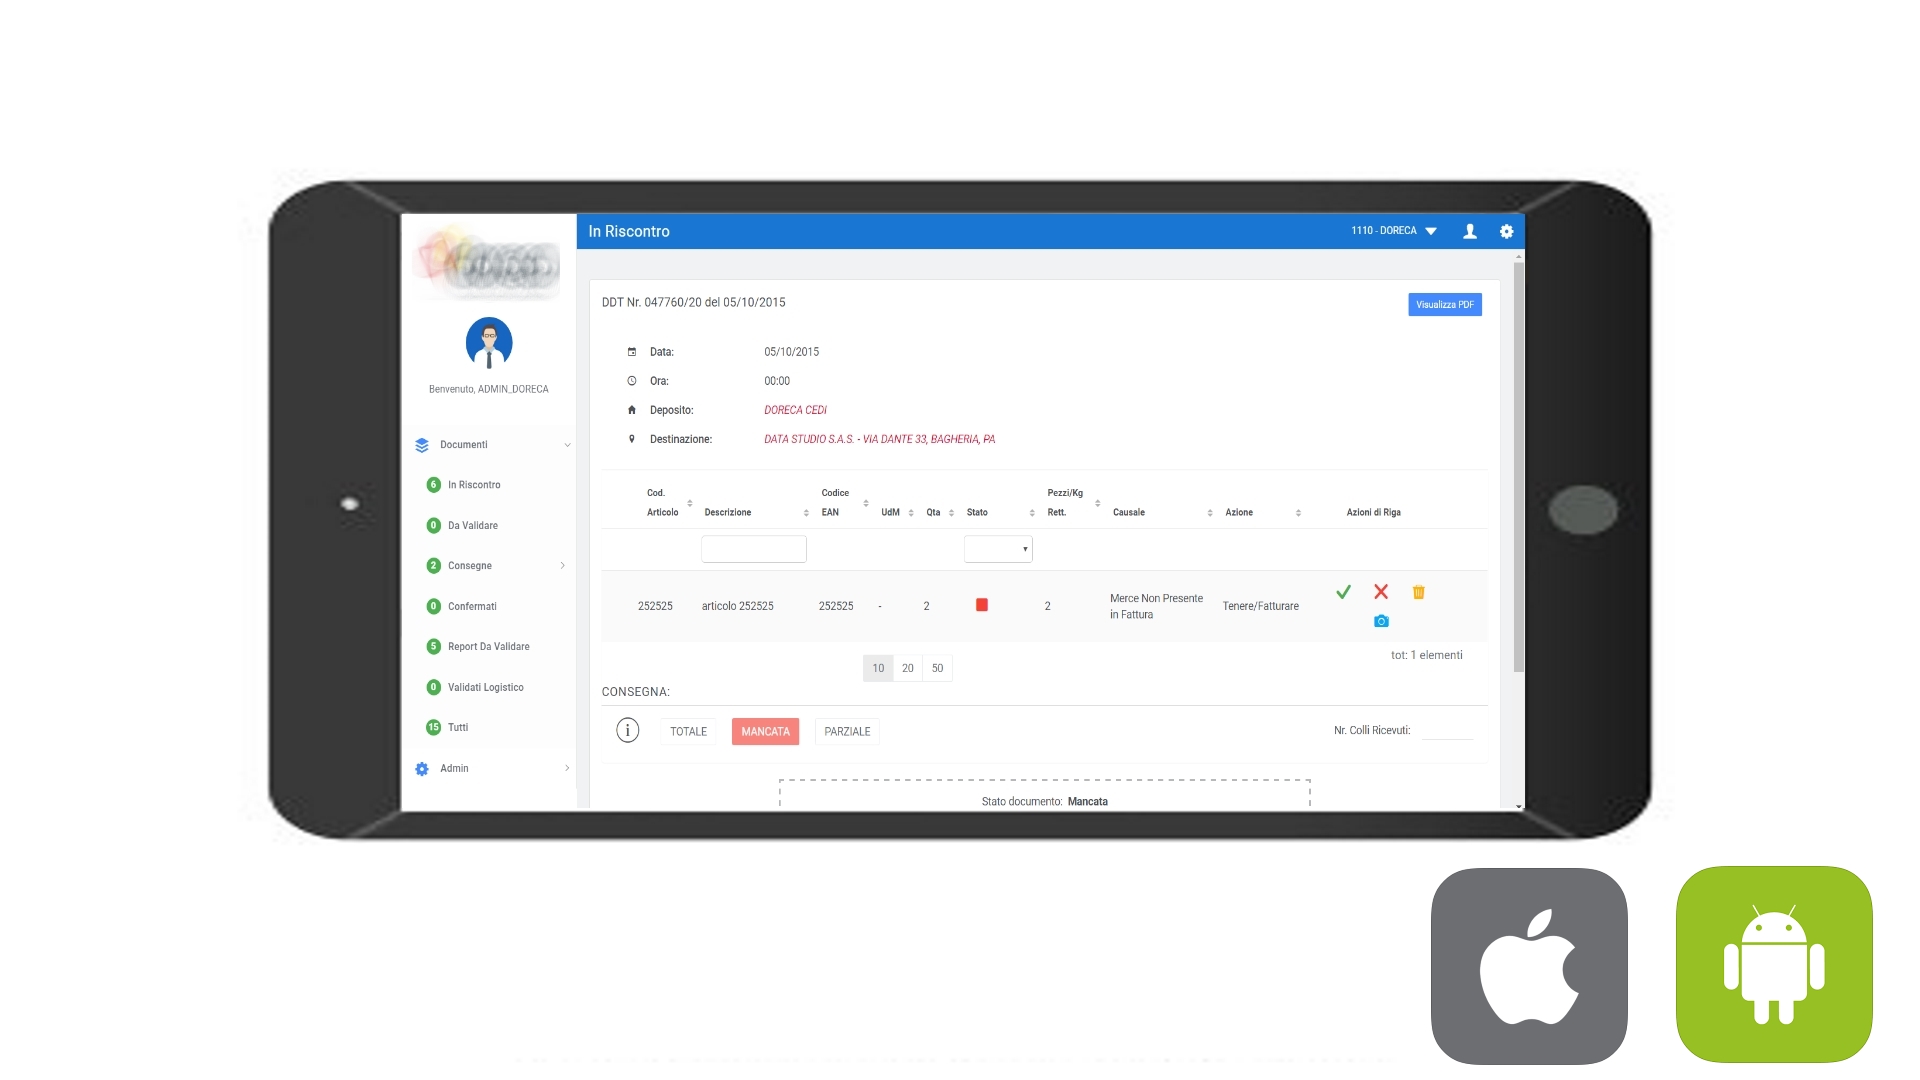 In Riscontro
1110 - DORECA
DDT Nr. 047760/20 del 05/10/2015
Visualizza PDF
Data: 05/10/2015
Ora: 00:00
Deposito: DORECA CEDI
Destinazione: DATA STUDIO S.A.S. - VIA DANTE 33, BAGHERIA, PA
Benvenuto, ADMIN_DORECA
Documenti
6 In Riscontro
0 Da Validare
2 Consegne
0 Confermati
5 Report Da Validare
0 Validati Logistico
15 Tutti
Admin
Cod. Articolo Descrizione Codice EAN UdM Qta Stato Pezzi/Kg Rett. Causale Azione Azioni di Riga
252525 articolo 252525 252525 - 2 2 Merce Non Presente in Fattura Tenere/Fatturare
10 20 50
tot: 1 elementi
CONSEGNA:
TOTALE MANCATA PARZIALE
Nr. Colli Ricevuti:
Stato documento: Mancata